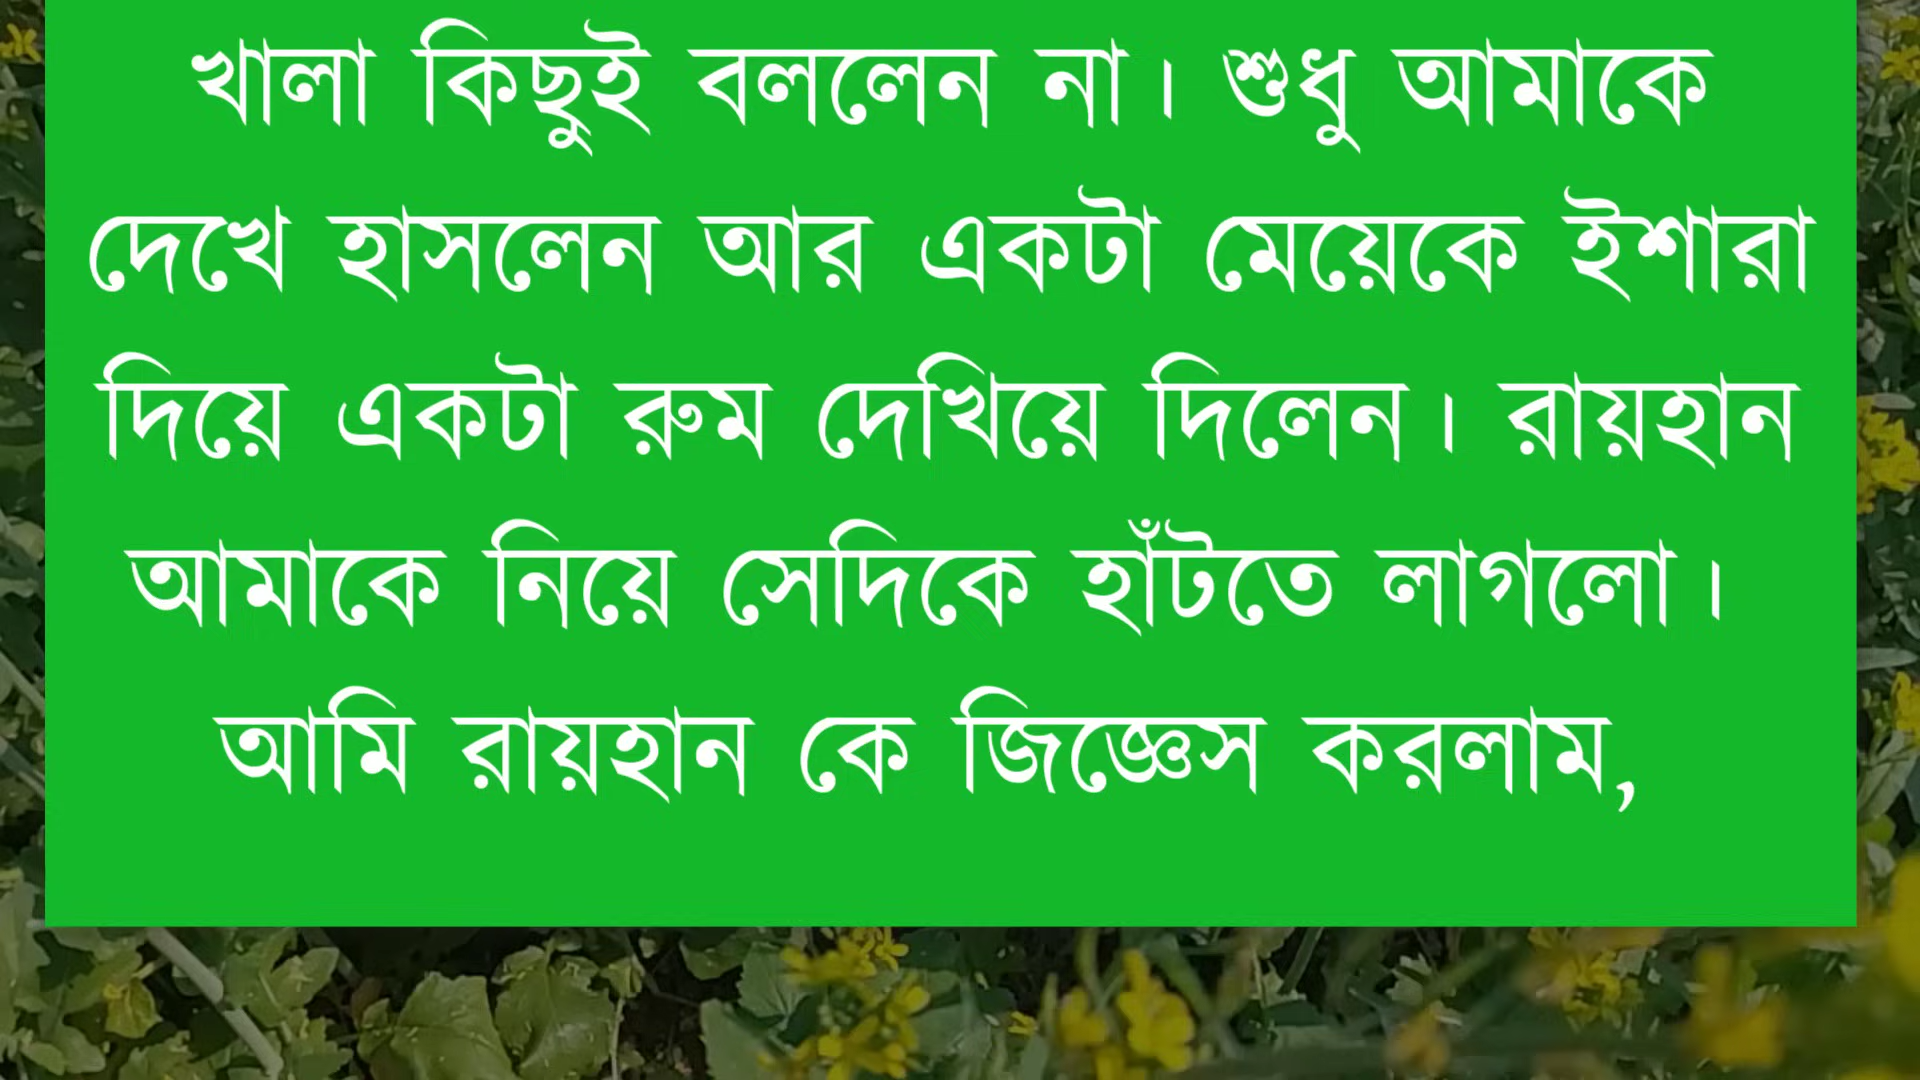 খালা কিছুই বললেন না। শুধু আমাকে
দেখে হাসলেন আর একটা মেয়েকে ইশারা
দিয়ে একটা রুম দেখিয়ে দিলেন। রায়হান
আমাকে নিয়ে সেদিকে হাঁটতে লাগলো।
আমি রায়হান কে জিজ্ঞেস করলাম,